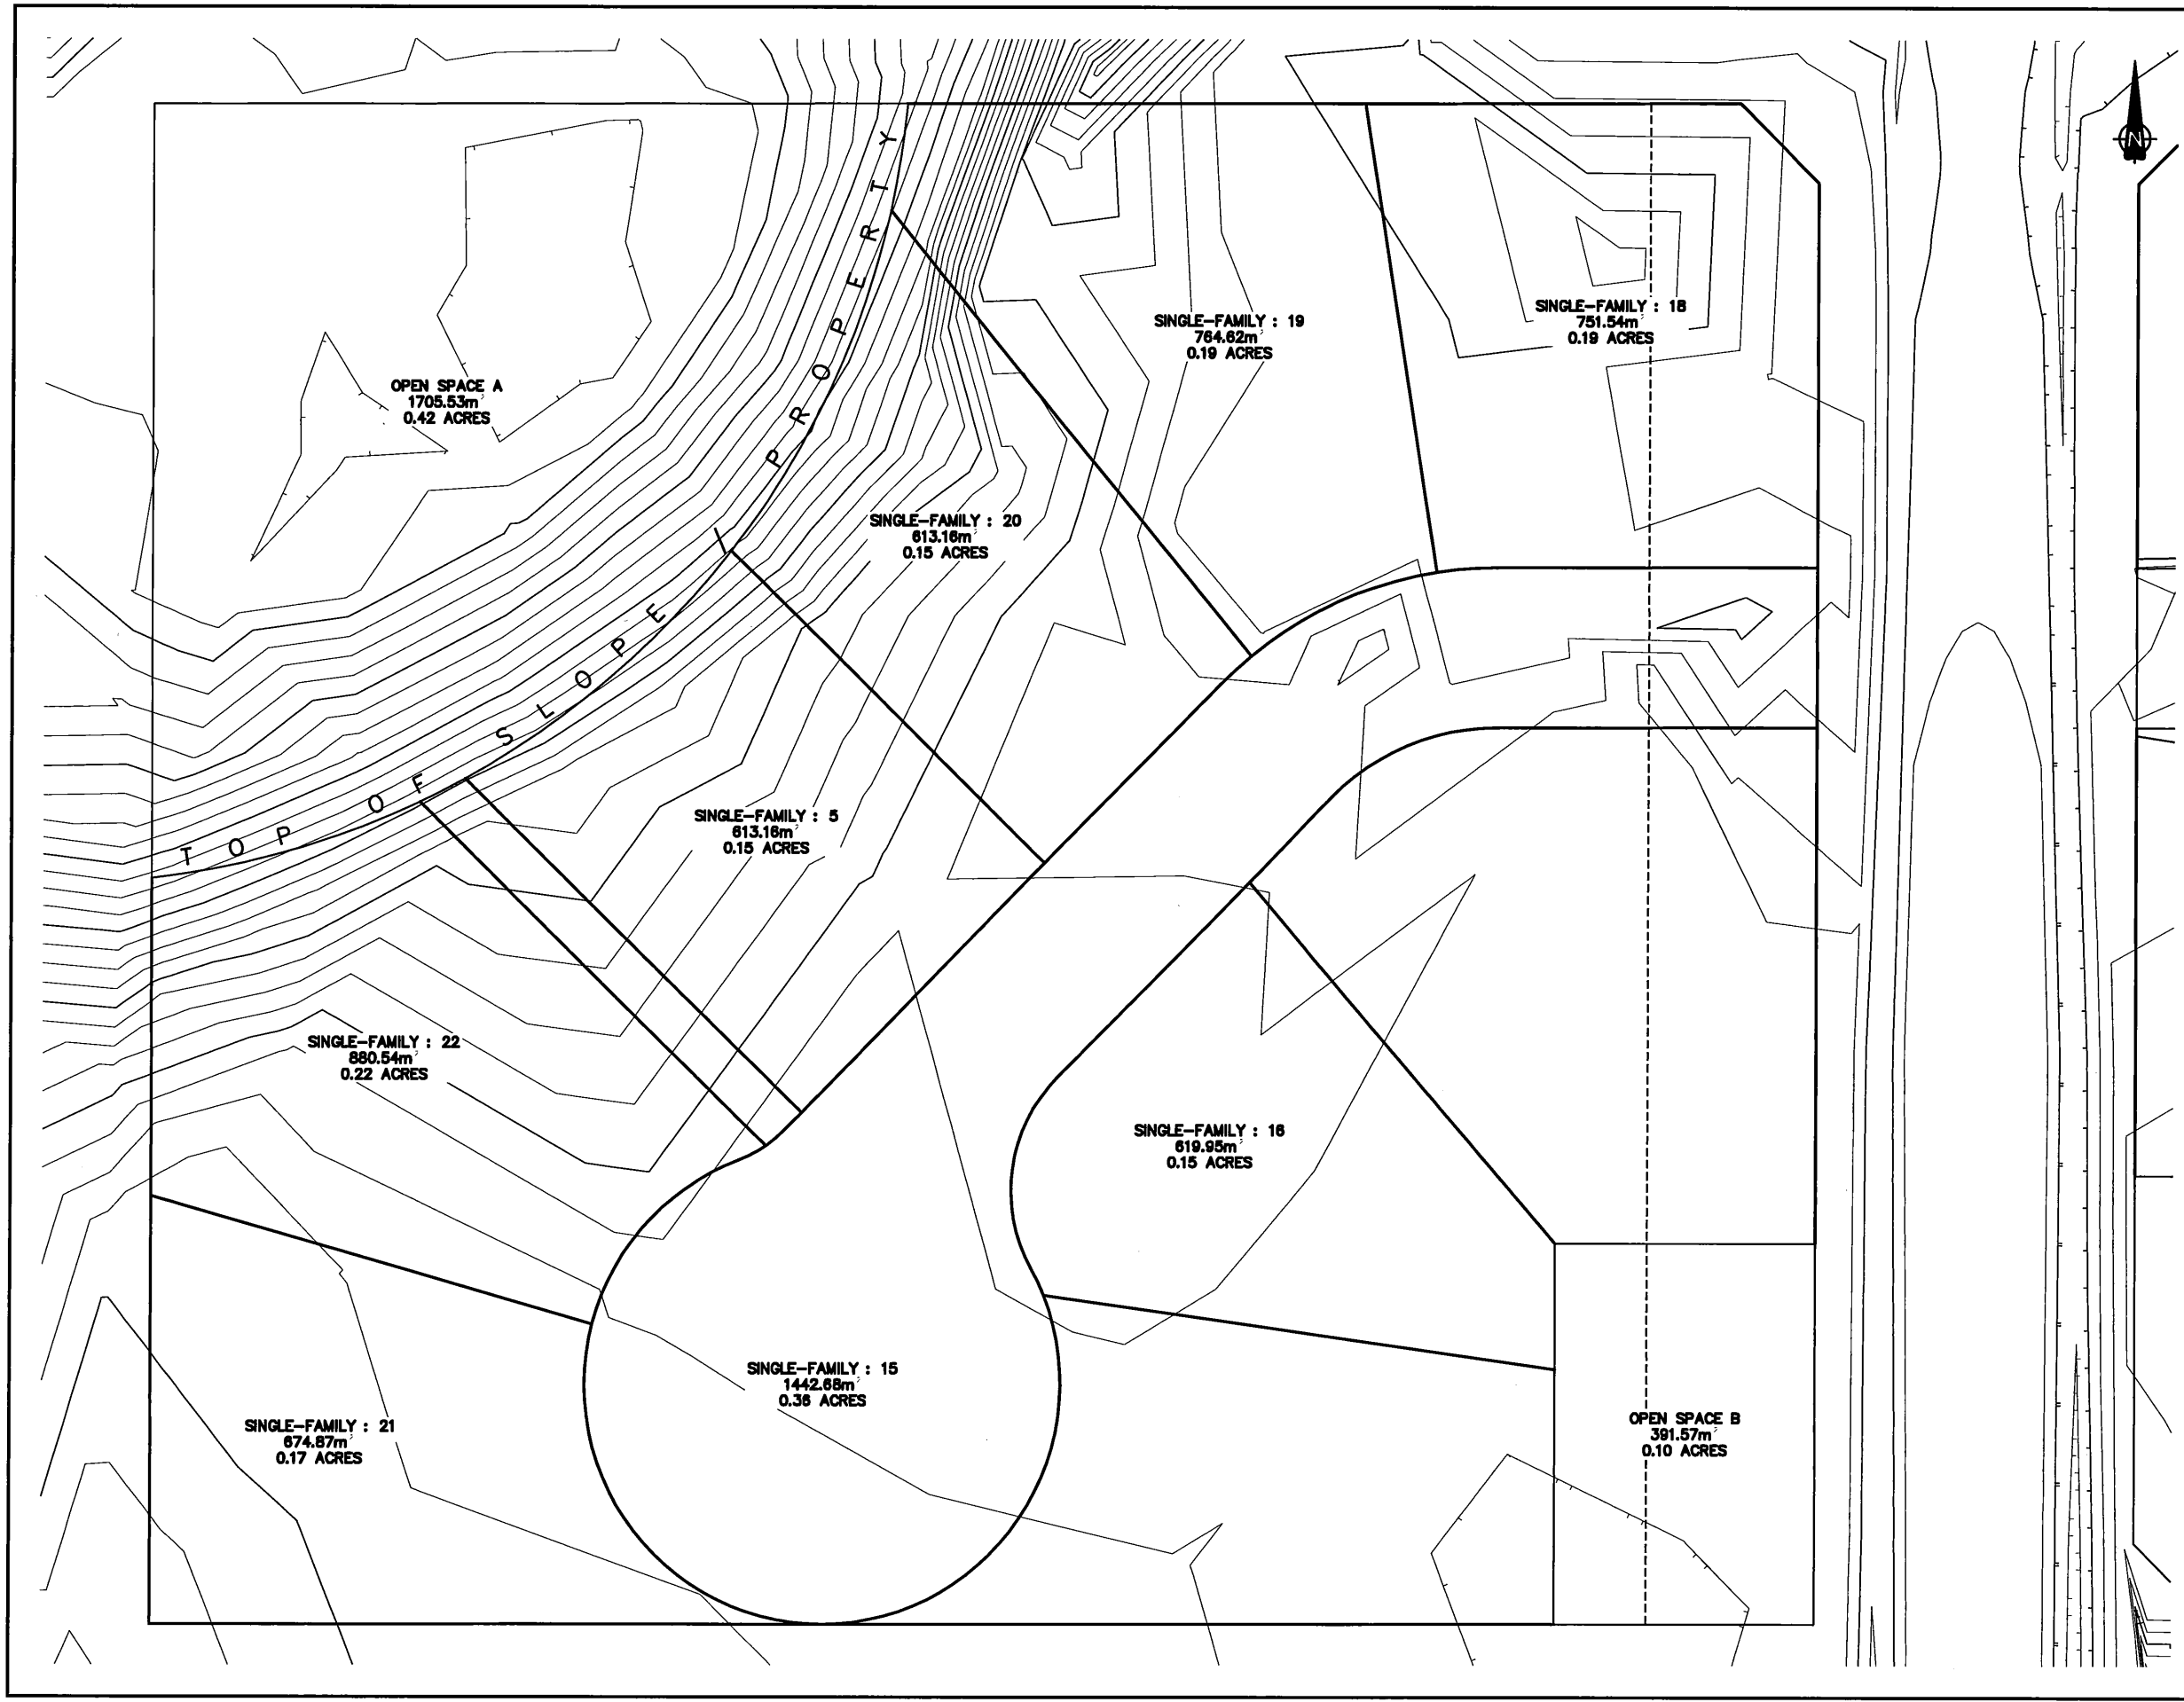 N
TOP OF SLOPE / PROPERTY
SINGLE-FAMILY : 19
764.62m²
0.19 ACRES
SINGLE-FAMILY : 18
751.54m²
0.19 ACRES
OPEN SPACE A
1705.53m²
0.42 ACRES
SINGLE-FAMILY : 20
613.16m²
0.15 ACRES
SINGLE-FAMILY : 5
613.16m²
0.15 ACRES
SINGLE-FAMILY : 22
880.54m²
0.22 ACRES
SINGLE-FAMILY : 16
619.95m²
0.15 ACRES
SINGLE-FAMILY : 15
1442.68m²
0.36 ACRES
SINGLE-FAMILY : 21
674.87m²
0.17 ACRES
OPEN SPACE B
391.57m²
0.10 ACRES